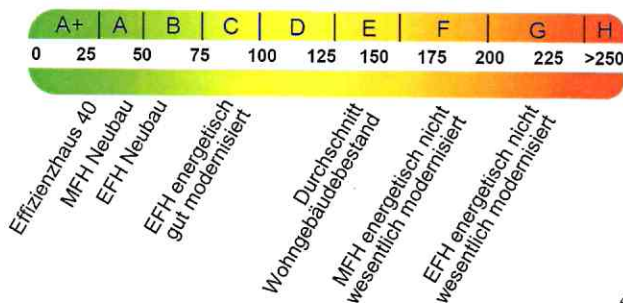 A+ A B C D E F G H
0 25 50 75 100 125 150 175 200 225 >250
Effizienzhaus 40
MFH Neubau
EFH Neubau
EFH energetisch
gut modernisiert
Durchschnitt
Wohngebäudebestand
MFH energetisch nicht
wesentlich modernisiert
EFH energetisch nicht
wesentlich modernisiert